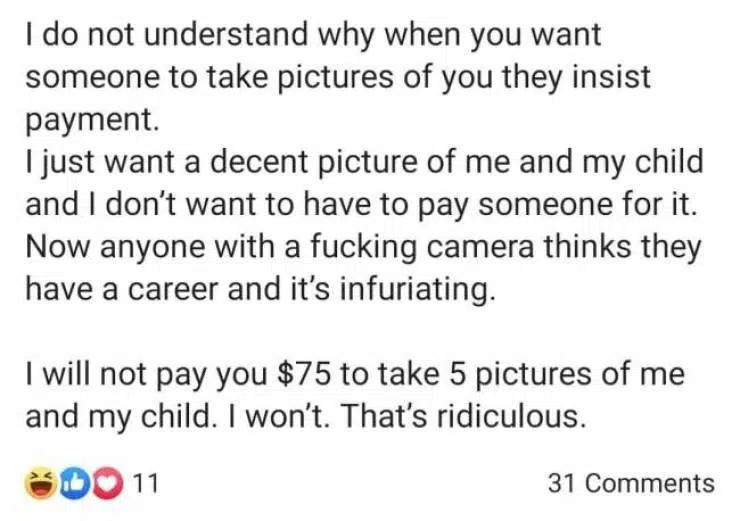 I do not understand why when you want
someone to take pictures of you they insist
payment.
I just want a decent picture of me and my child
and I don't want to have to pay someone for it.
Now anyone with a fucking camera thinks they
have a career and it's infuriating.
I will not pay you $75 to take 5 pictures of me
and my child. I won't. That's ridiculous.
11 31 Comments